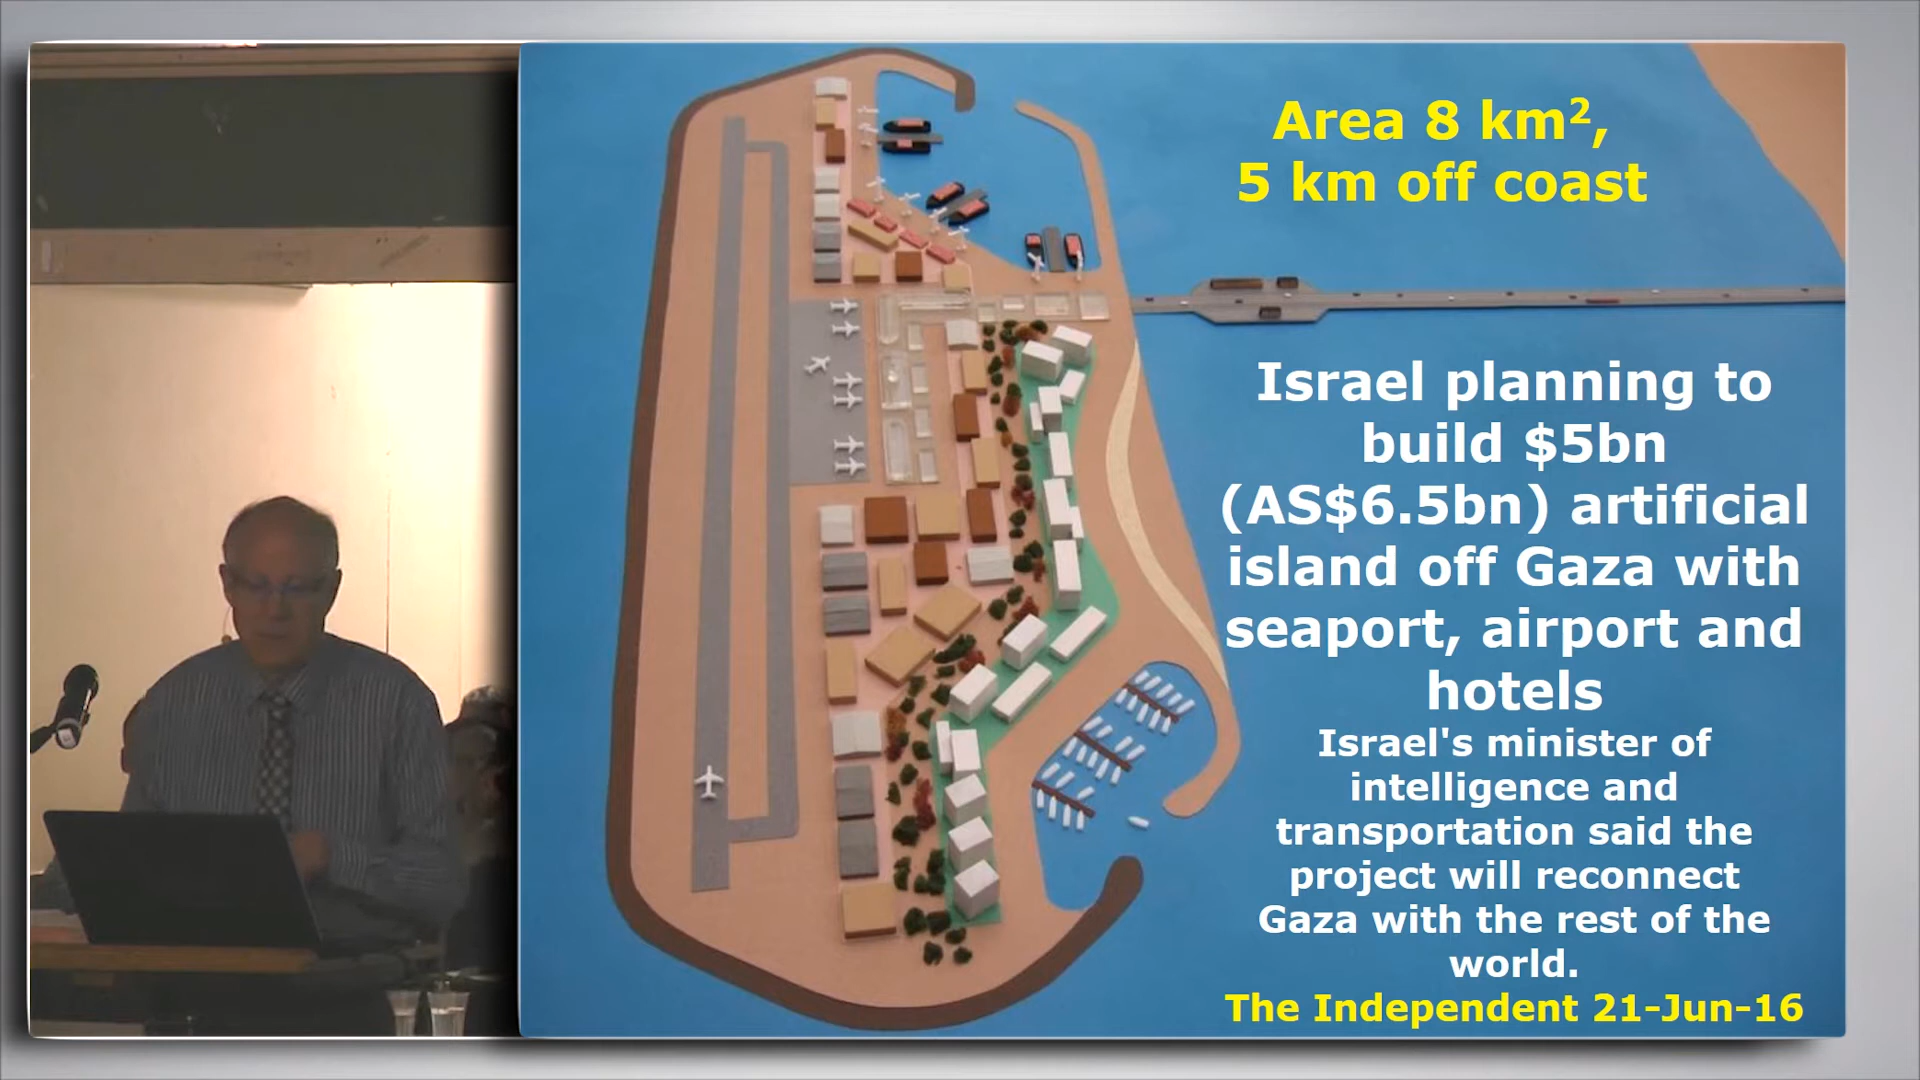 Area 8 km²,
5 km off coast
Israel planning to
build $5bn
(AS$6.5bn) artificial
island off Gaza with
seaport, airport and
hotels
Israel's minister of
intelligence and
transportation said the
project will reconnect
Gaza with the rest of the
world.
The Independent 21-Jun-16